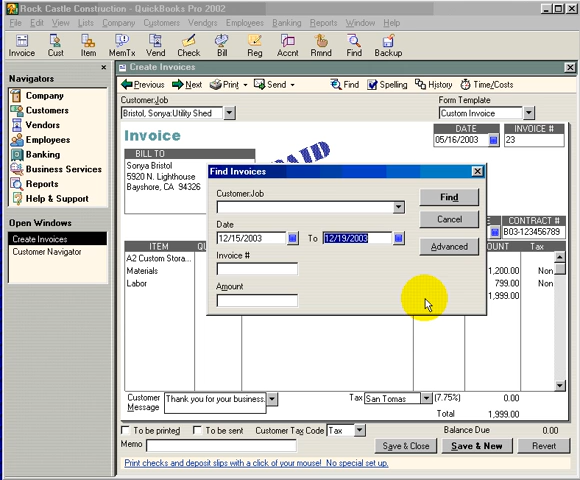 Rock Castle Construction - QuickBooks Pro 2002
File Edit View Lists Company Customers Vendors Employees Banking Reports Window Help
Invoice Cust Item MemTx Vend Check Bill Reg Accnt Rmnd Find Backup
Navigators
Company
Customers
Vendors
Employees
Banking
Business Services
Reports
Help & Support
Open Windows
Create Invoices
Customer Navigator
Create Invoices
Previous Next Print Send Find Spelling History Time/Costs
Customer:Job
Form Template
Bristol, Sonya:Utility Shed
Custom Invoice
Invoice
DATE
INVOICE #
05/16/2003
23
BILL TO
Sonya Bristol
5920 N. Lighthouse
Bayshore, CA 94326
PAID
Find Invoices
Customer:Job
Find
Date
Cancel
12/15/2003 To 12/19/2003
Advanced
Invoice #
Amount
CONTRACT #
B03-123456789
ITEM
OUNT
Tax
A2 Custom Stora...
Materials
1,200.00 Non
Labor
799.00 Non
1,999.00
Customer Message
Thank you for your business.
Tax San Tomas (7.75%) 0.00
Total 1,999.00
To be printed To be sent Customer Tax Code Tax
Balance Due 0.00
Memo
Save & Close Save & New Revert
Print checks and deposit slips with a click of your mouse! No special set up.